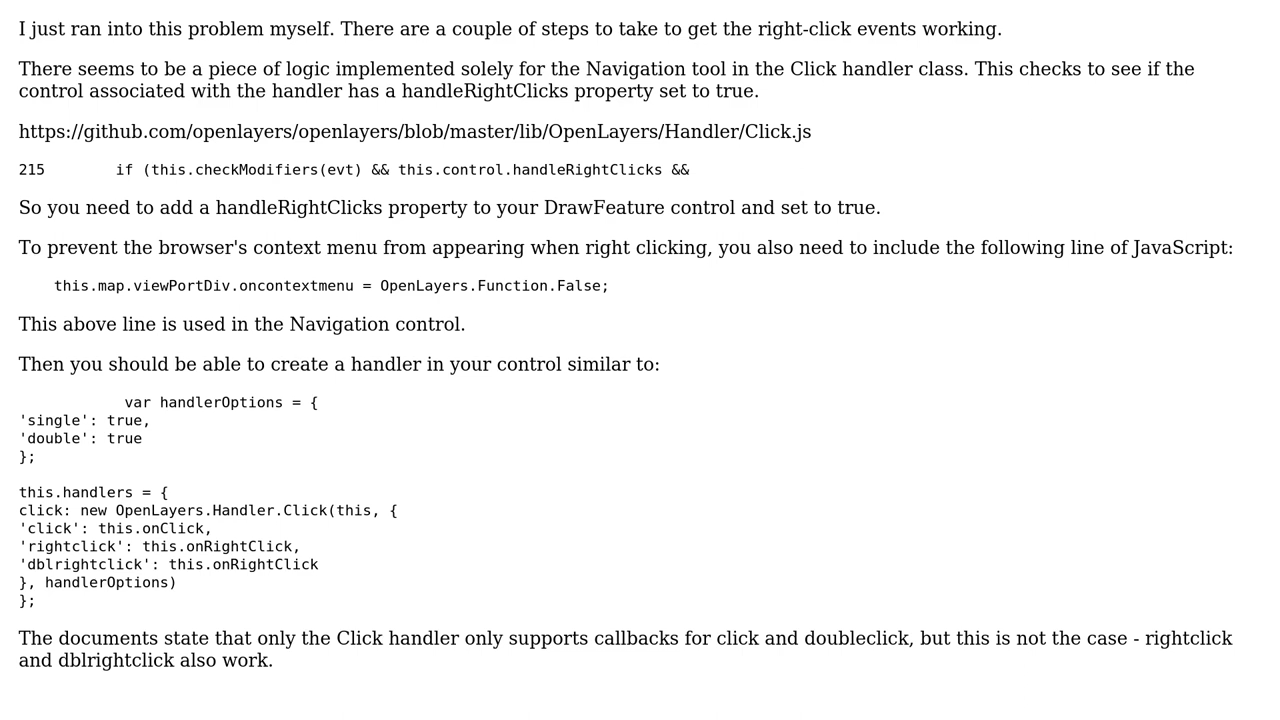 I just ran into this problem myself. There are a couple of steps to take to get the right-click events working.
There seems to be a piece of logic implemented solely for the Navigation tool in the Click handler class. This checks to see if the
control associated with the handler has a handleRightClicks property set to true.
https://github.com/openlayers/openlayers/blob/master/lib/OpenLayers/Handler/Click.js
215        if (this.checkModifiers(evt) && this.control.handleRightClicks &&
So you need to add a handleRightClicks property to your DrawFeature control and set to true.
To prevent the browser's context menu from appearing when right clicking, you also need to include the following line of JavaScript:
    this.map.viewPortDiv.oncontextmenu = OpenLayers.Function.False;
This above line is used in the Navigation control.
Then you should be able to create a handler in your control similar to:
            var handlerOptions = {
'single': true,
'double': true
};
this.handlers = {
click: new OpenLayers.Handler.Click(this, {
'click': this.onClick,
'rightclick': this.onRightClick,
'dblrightclick': this.onRightClick
}, handlerOptions)
};
The documents state that only the Click handler only supports callbacks for click and doubleclick, but this is not the case - rightclick
and dblrightclick also work.